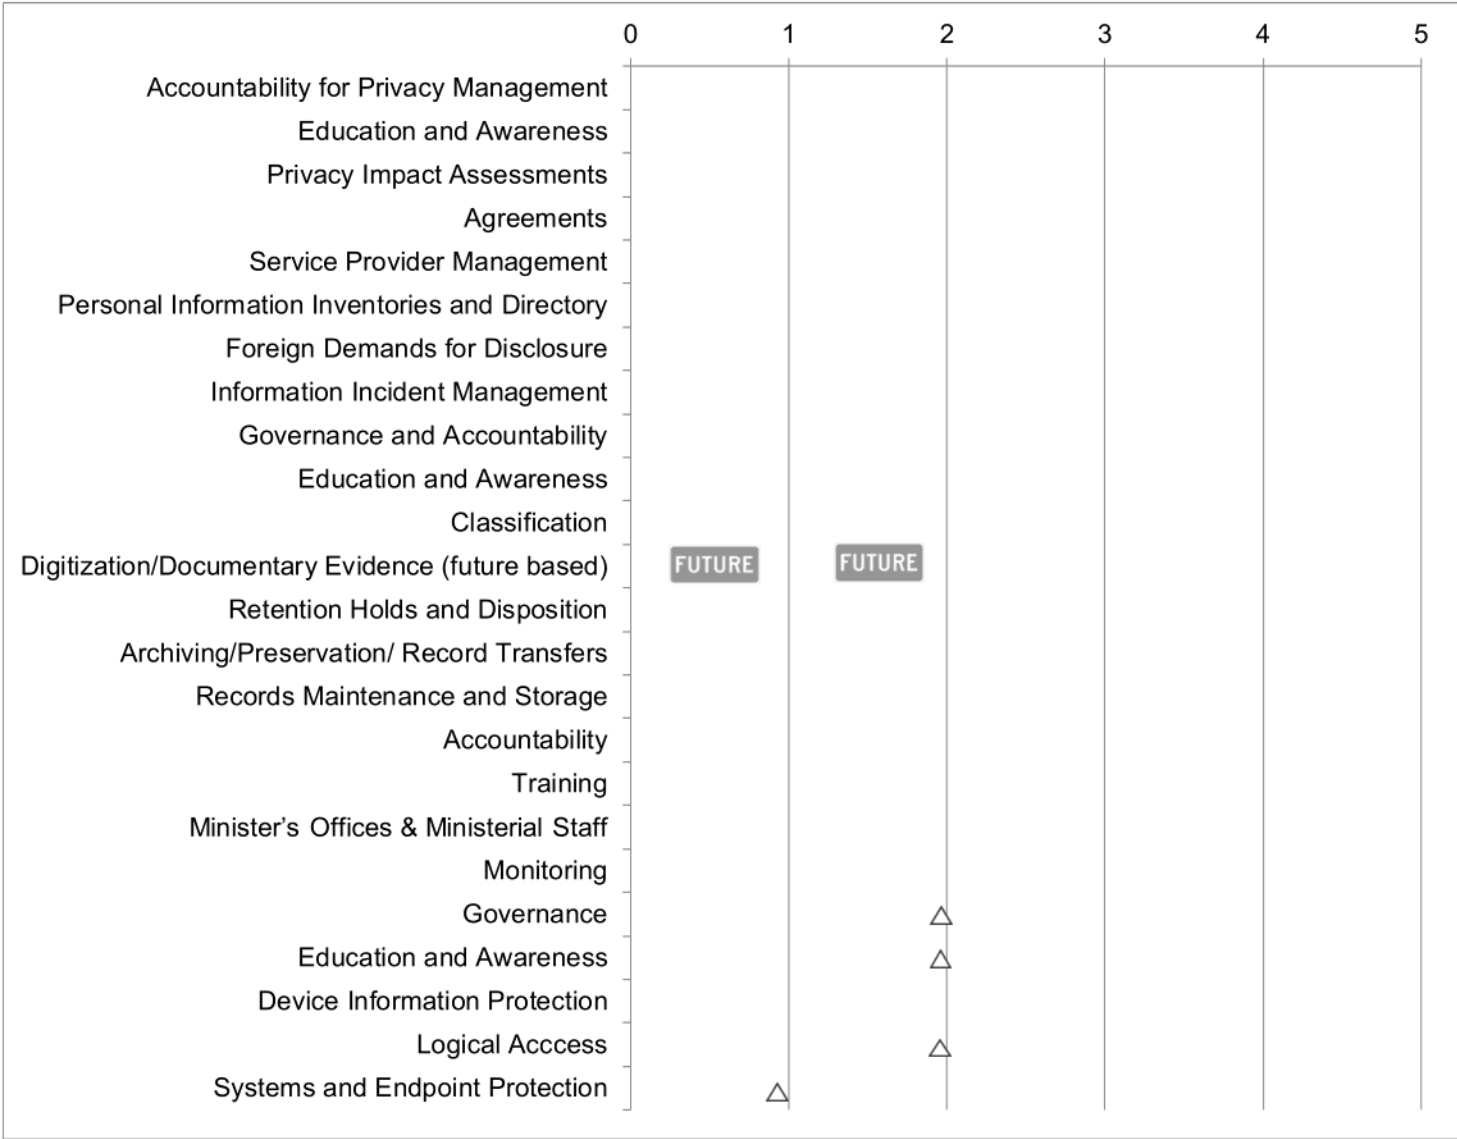 0 1 2 3 4 5
Accountability for Privacy Management
Education and Awareness
Privacy Impact Assessments
Agreements
Service Provider Management
Personal Information Inventories and Directory
Foreign Demands for Disclosure
Information Incident Management
Governance and Accountability
Education and Awareness
Classification
Digitization/Documentary Evidence (future based) FUTURE FUTURE
Retention Holds and Disposition
Archiving/Preservation/ Record Transfers
Records Maintenance and Storage
Accountability
Training
Minister’s Offices & Ministerial Staff
Monitoring
Governance
Education and Awareness
Device Information Protection
Logical Acccess
Systems and Endpoint Protection